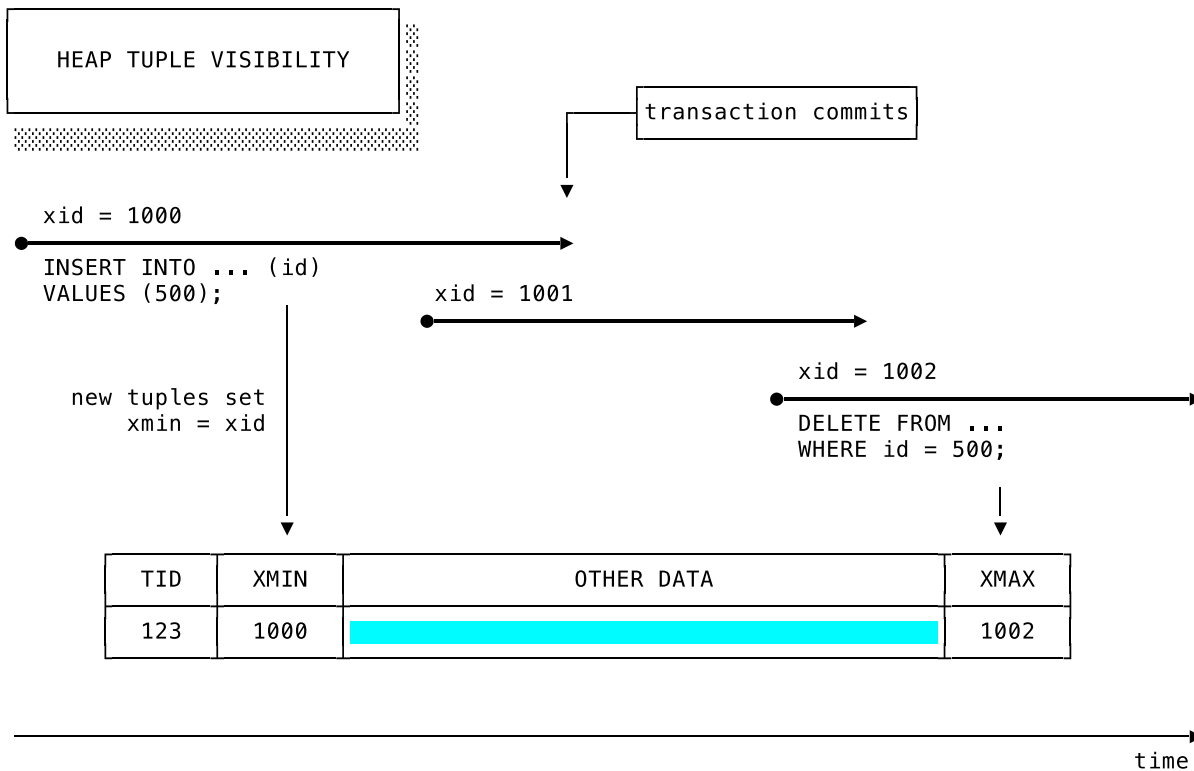 HEAP TUPLE VISIBILITY
transaction commits
xid = 1000
INSERT INTO ... (id)
VALUES (500);
xid = 1001
xid = 1002
new tuples set
xmin = xid
DELETE FROM ...
WHERE id = 500;
TID XMIN OTHER DATA XMAX
123 1000 1002
time